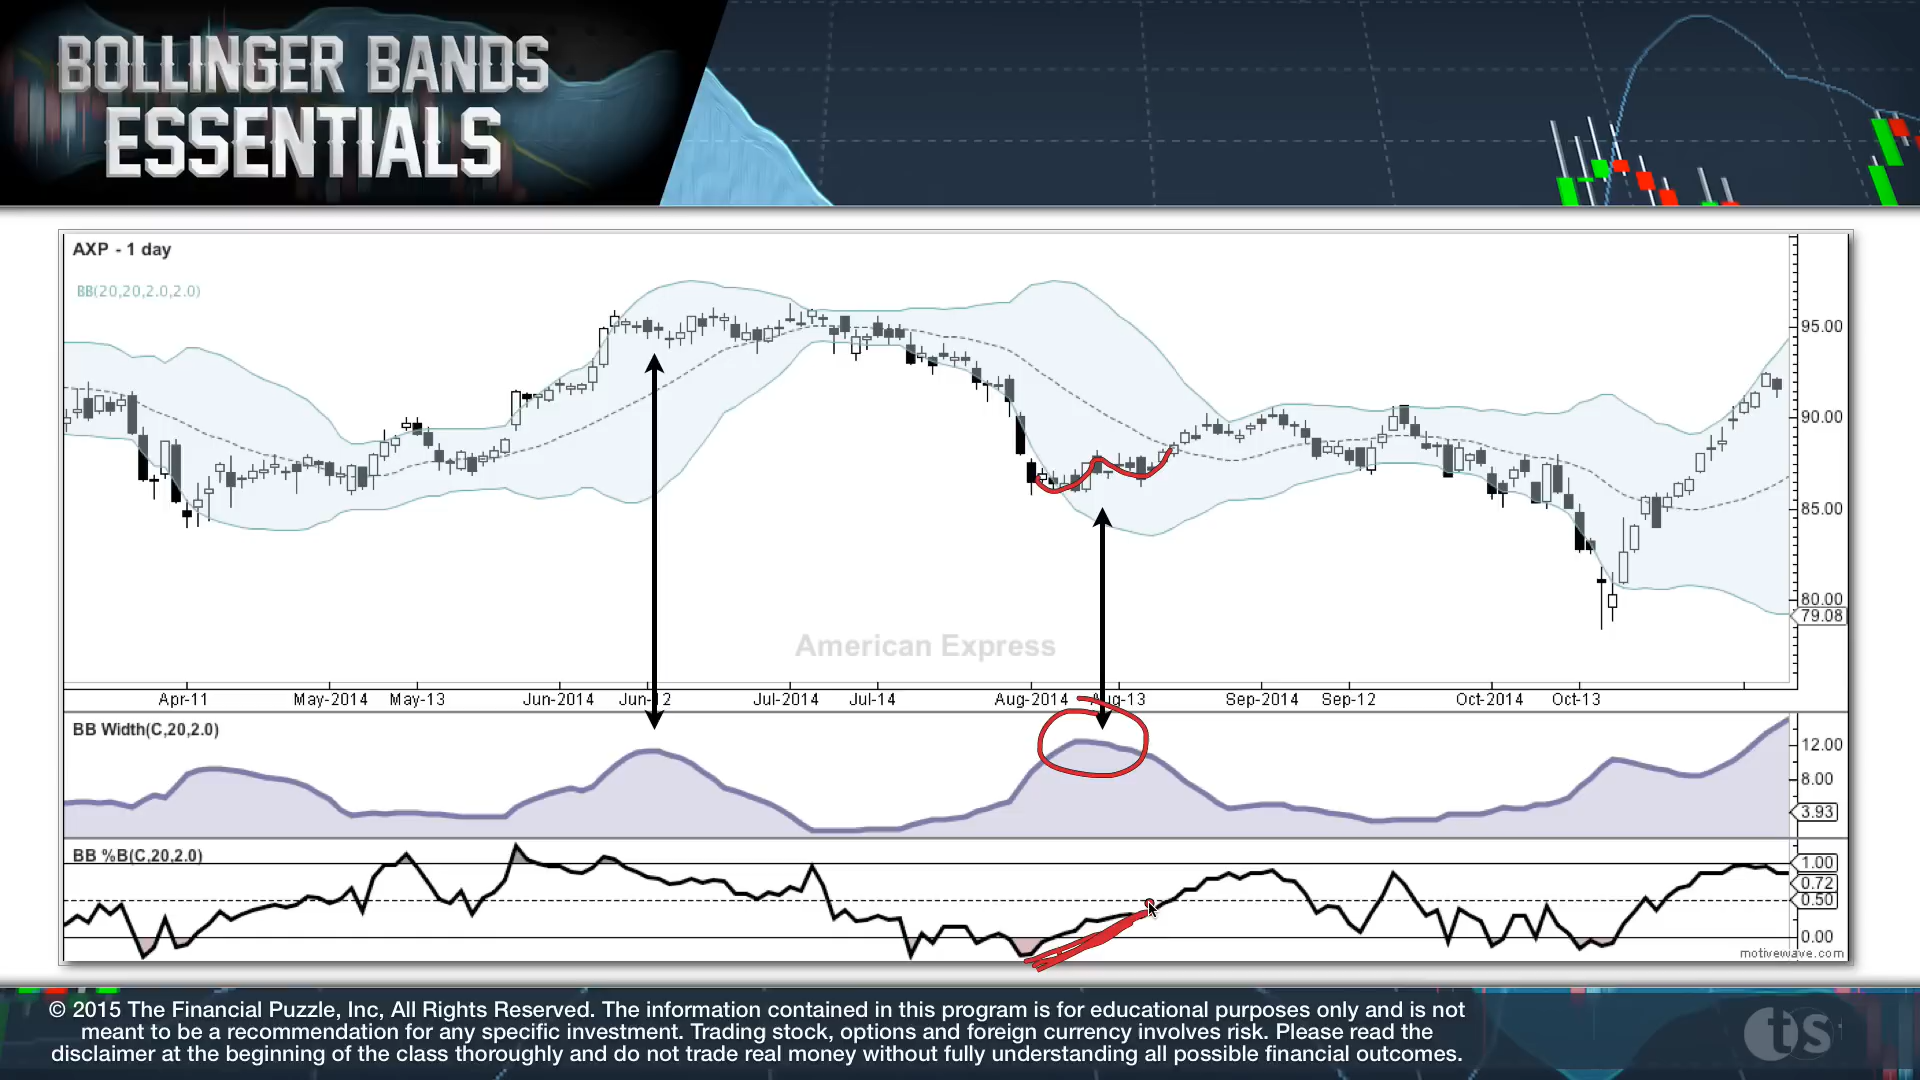 BOLLINGER BANDS
ESSENTIALS
AXP - 1 day
BB(20,20,2.0,2.0)
95.00
90.00
85.00
80.00
79.08
American Express
Apr-11 May-2014 May-13 Jun-2014 Jul-2014 Jul-14 Aug-2014 Sep-2014 Sep-12 Oct-2014 Oct-13
BB Width(C,20,2.0)
12.00
8.00
3.93
BB %B(C,20,2.0)
1.00
0.72
0.50
0.00
motivewave.com
© 2015 The Financial Puzzle, Inc, All Rights Reserved. The information contained in this program is for educational purposes only and is not
meant to be a recommendation for any specific investment. Trading stock, options and foreign currency involves risk. Please read the
disclaimer at the beginning of the class thoroughly and do not trade real money without fully understanding all possible financial outcomes.
ts